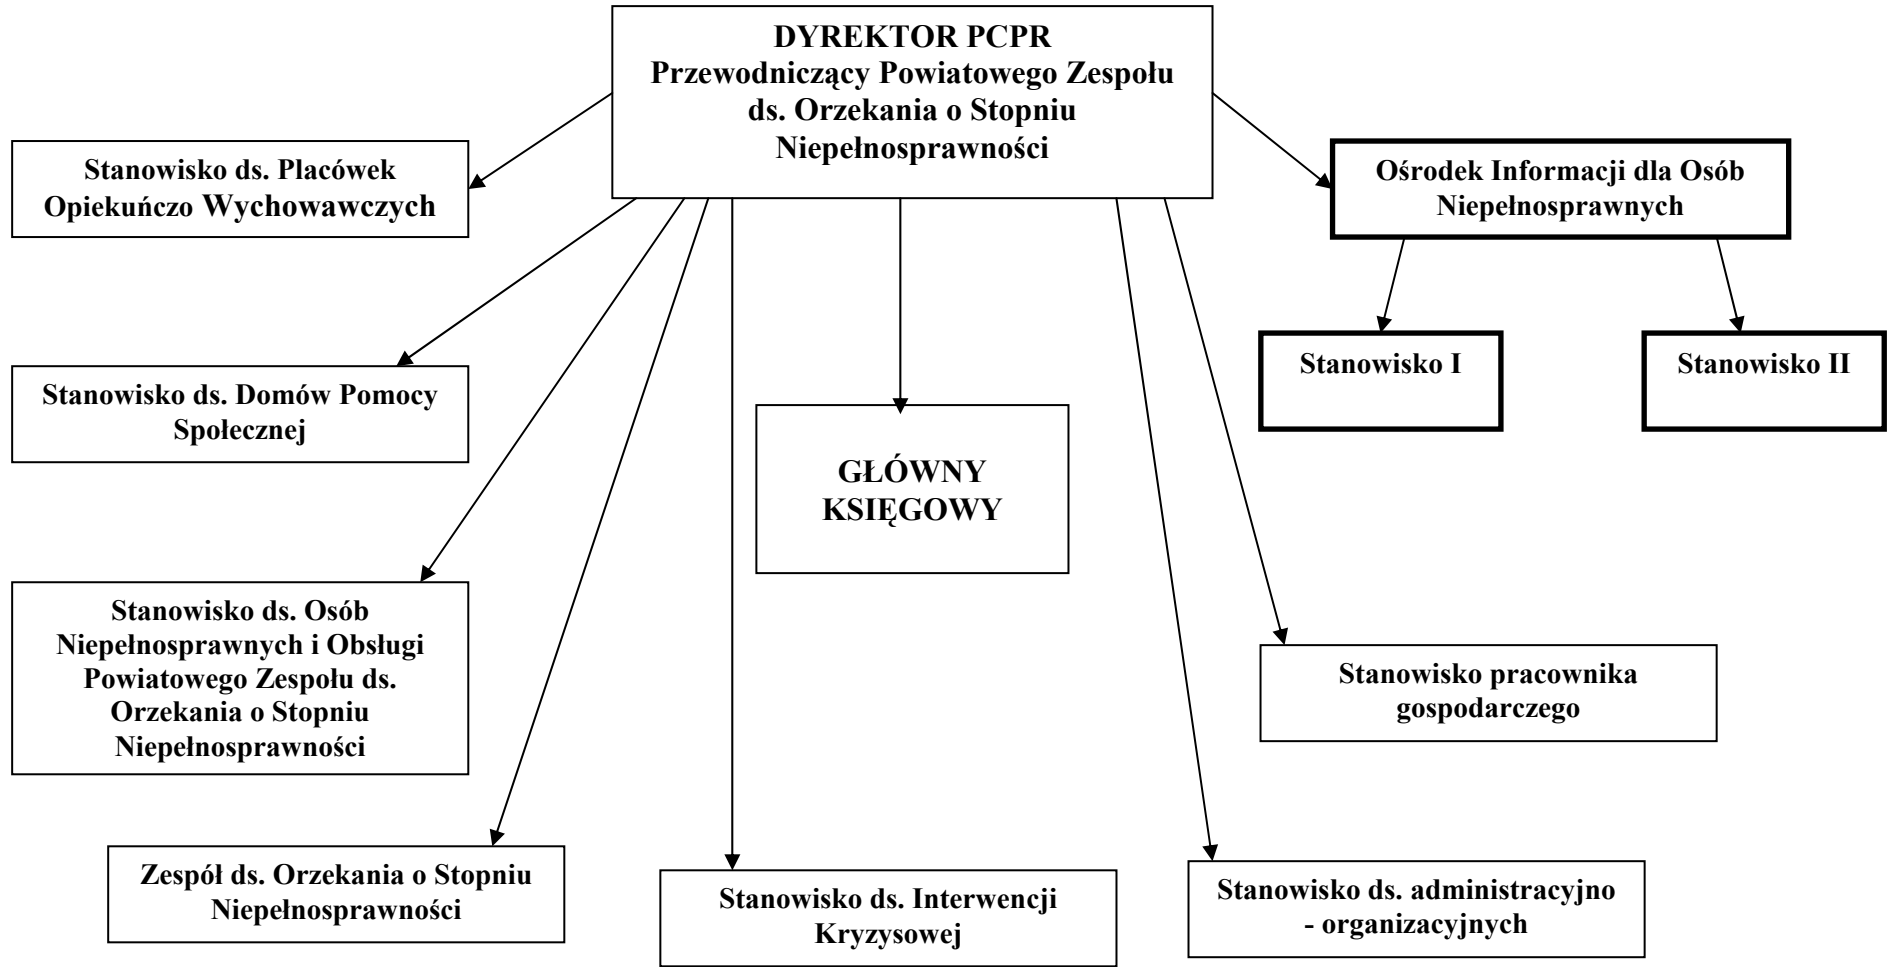 DYREKTOR PCPR
Przewodniczący Powiatowego Zespołu
ds. Orzekania o Stopniu
Niepełnosprawności
Stanowisko ds. Placówek
Opiekuńczo Wychowawczych
Ośrodek Informacji dla Osób
Niepełnosprawnych
Stanowisko I
Stanowisko II
Stanowisko ds. Domów Pomocy
Społecznej
GŁÓWNY
KSIĘGOWY
Stanowisko ds. Osób
Niepełnosprawnych i Obsługi
Powiatowego Zespołu ds.
Orzekania o Stopniu
Niepełnosprawności
Stanowisko pracownika
gospodarczego
Zespół ds. Orzekania o Stopniu
Niepełnosprawności
Stanowisko ds. Interwencji
Kryzysowej
Stanowisko ds. administracyjno
- organizacyjnych